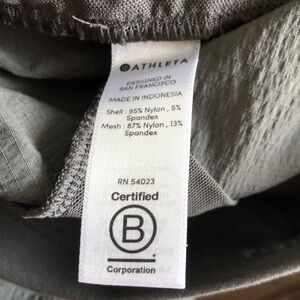 ATHLETA
DESIGNED IN
SAN FRANCISCO
MADE IN INDONESIA
Shell : 95% Nylon , 5%
Spandex
Mesh : 87% Nylon , 13%
Spandex
RN 54023
Certified
B
Corporation